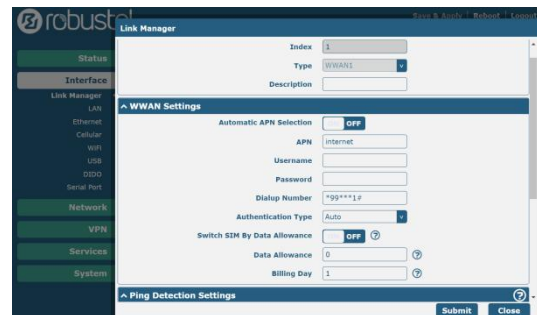 robustel
Save & Apply | Reboot | Logout
Link Manager
Status
Interface
Link Manager
LAN
Ethernet
Cellular
WiFi
USB
DIDO
Serial Port
Network
VPN
Services
System
Index 1
Type WWAN1 v
Description
^ WWAN Settings
Automatic APN Selection OFF
APN internet
Username
Password
Dialup Number *99***1#
Authentication Type Auto v
Switch SIM By Data Allowance OFF ?
Data Allowance 0 ?
Billing Day 1 ?
^ Ping Detection Settings ?
Submit Close